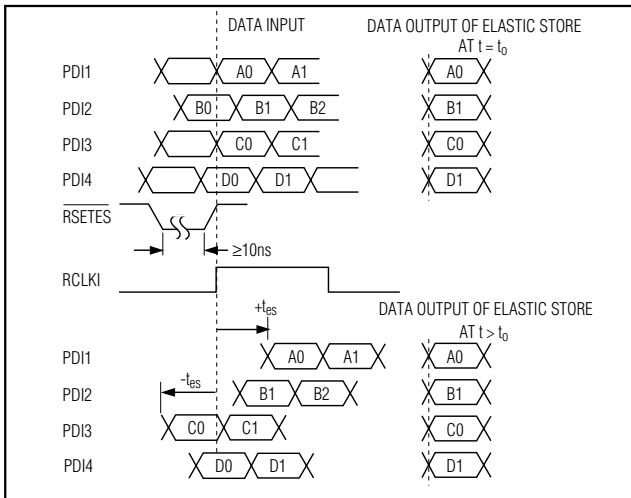 DATA INPUT
DATA OUTPUT OF ELASTIC STORE
AT t = to
PDI1 A0 A1 A0
PDI2 B0 B1 B2 B1
PDI3 C0 C1 C0
PDI4 D0 D1 D1
RSETES
≥10ns
RCLKI
+tes
DATA OUTPUT OF ELASTIC STORE
AT t > to
PDI1 A0 A1 A0
-tes
PDI2 B1 B2 B1
PDI3 C0 C1 C0
PDI4 D0 D1 D1